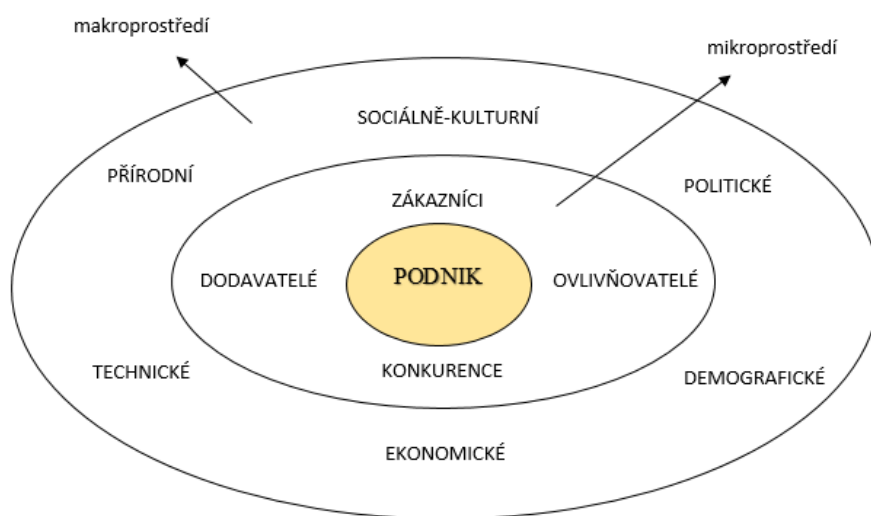 makroprostředí
mikroprostředí
SOCIÁLNĚ-KULTURNÍ
PŘÍRODNÍ
POLITICKÉ
ZÁKAZNÍCI
DODAVATELÉ
PODNIK
OVLIVŇOVATELÉ
KONKURENCE
TECHNICKÉ
DEMOGRAFICKÉ
EKONOMICKÉ